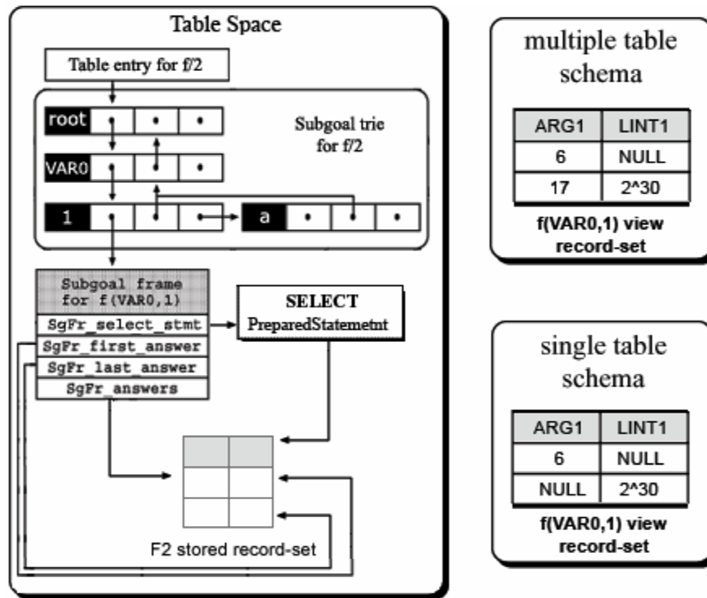 Table Space
Table entry for f/2
root
Subgoal trie
for f/2
VAR0
1
a
Subgoal frame
for f(VAR0,1)
SgFr_select_stmt
SgFr_first_answer
SgFr_last_answer
SgFr_answers
SELECT
PreparedStatemetnt
F2 stored record-set
multiple table
schema
ARG1 LINT1
6 NULL
17 2^30
f(VAR0,1) view
record-set
single table
schema
ARG1 LINT1
6 NULL
NULL 2^30
f(VAR0,1) view
record-set